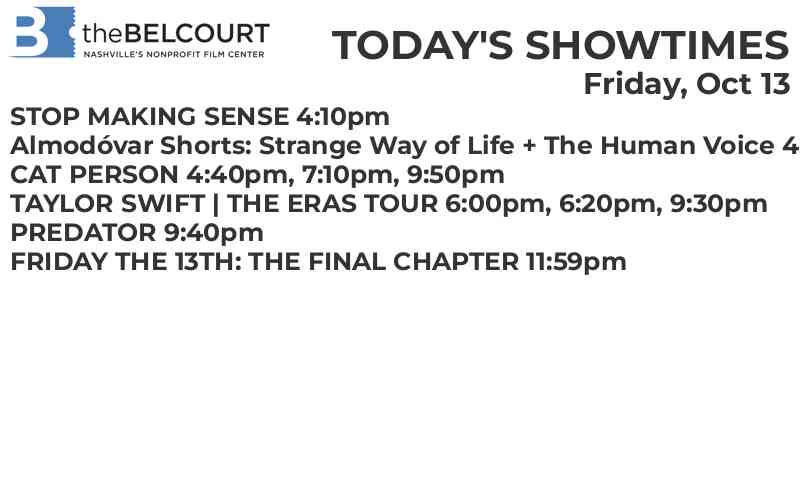 B theBELCOURT
NASHVILLE'S NONPROFIT FILM CENTER
TODAY'S SHOWTIMES
Friday, Oct 13
STOP MAKING SENSE 4:10pm
Almodóvar Shorts: Strange Way of Life + The Human Voice 4
CAT PERSON 4:40pm, 7:10pm, 9:50pm
TAYLOR SWIFT | THE ERAS TOUR 6:00pm, 6:20pm, 9:30pm
PREDATOR 9:40pm
FRIDAY THE 13TH: THE FINAL CHAPTER 11:59pm